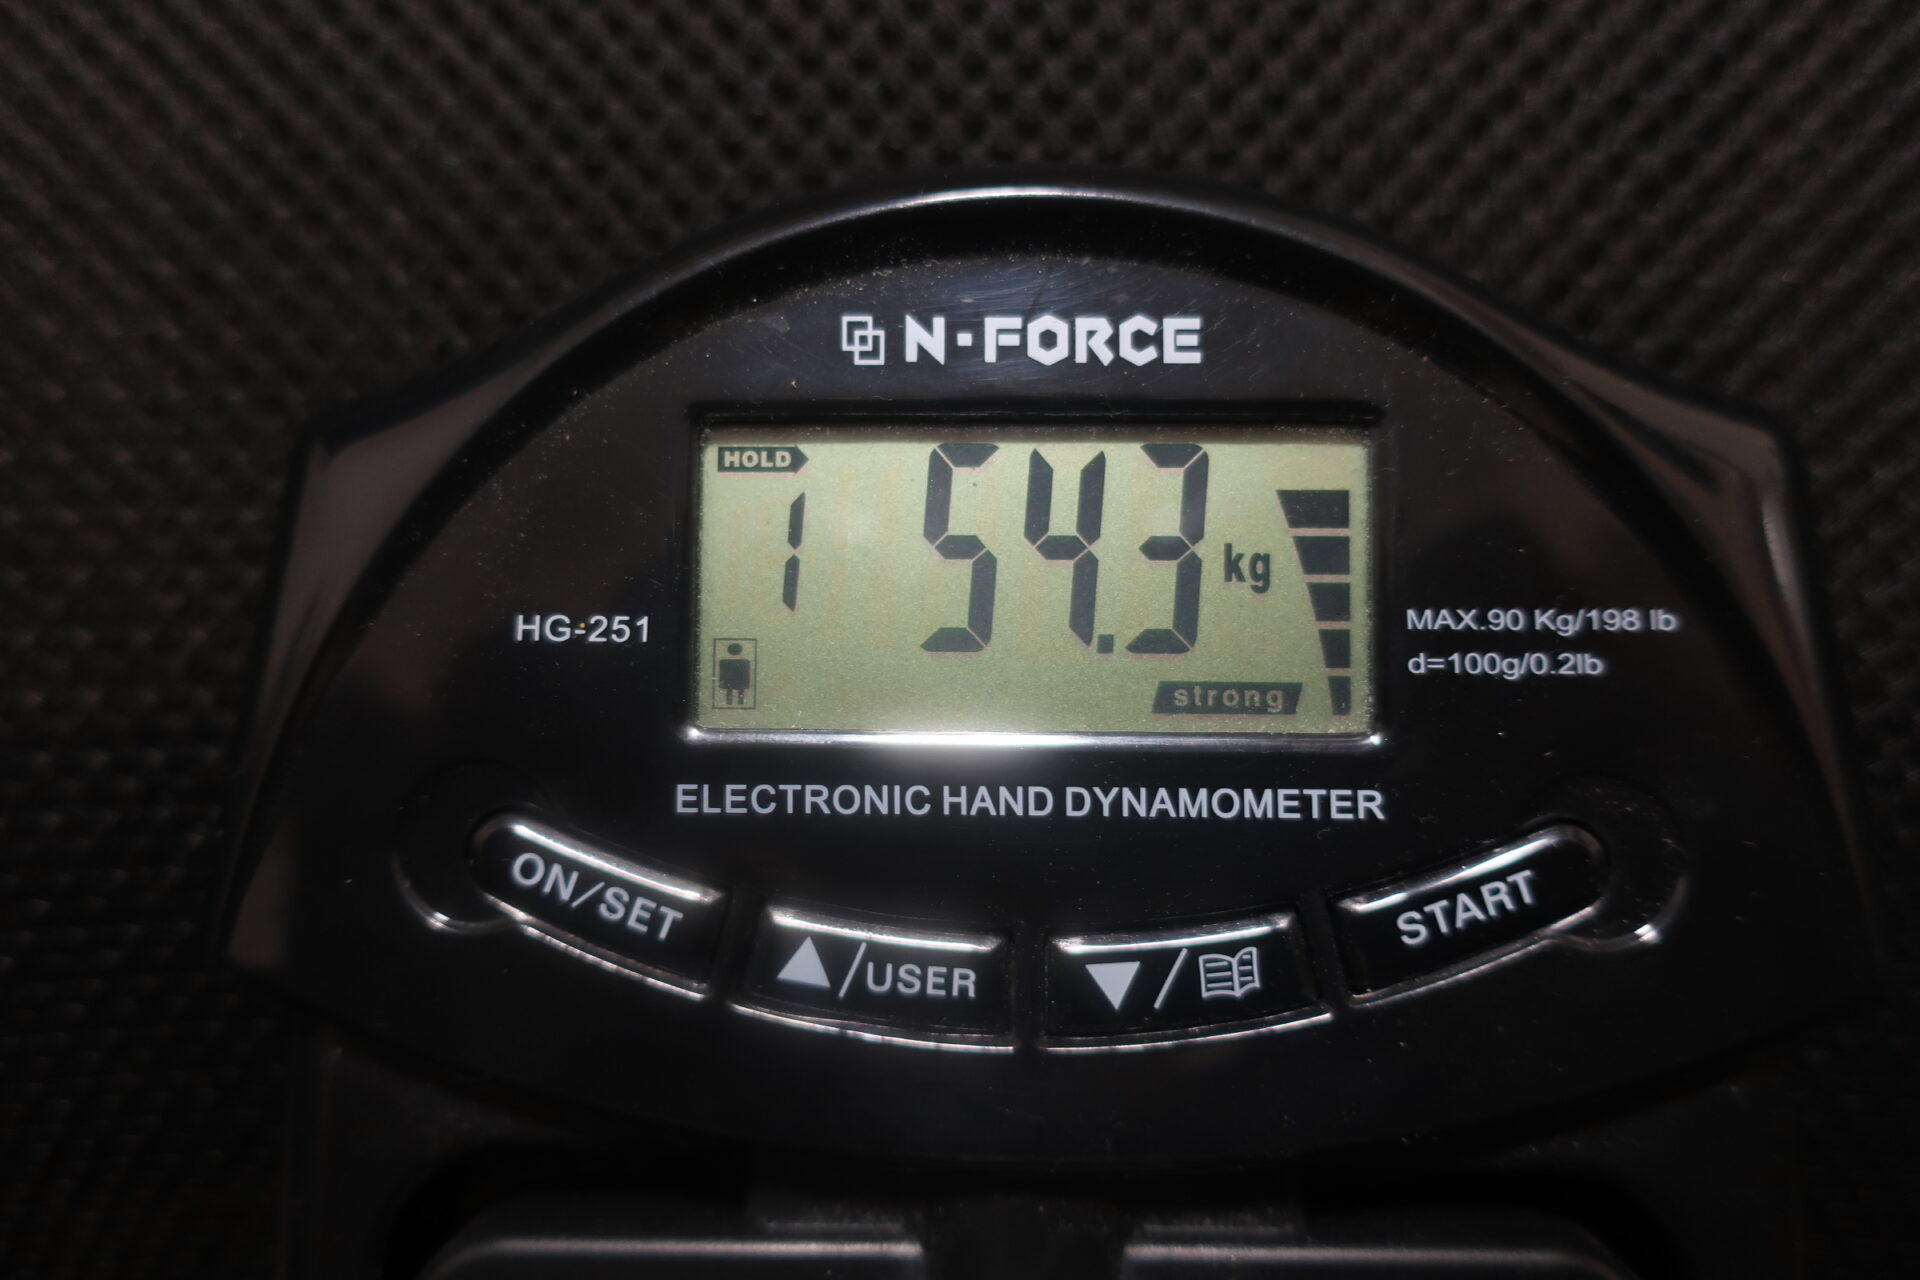 N·FORCE
HOLD
1 54.3 kg
HG-251
MAX.90 Kg/198 lb
d=100g/0.2lb
strong
ELECTRONIC HAND DYNAMOMETER
ON/SET
▲/USER
▼/
START